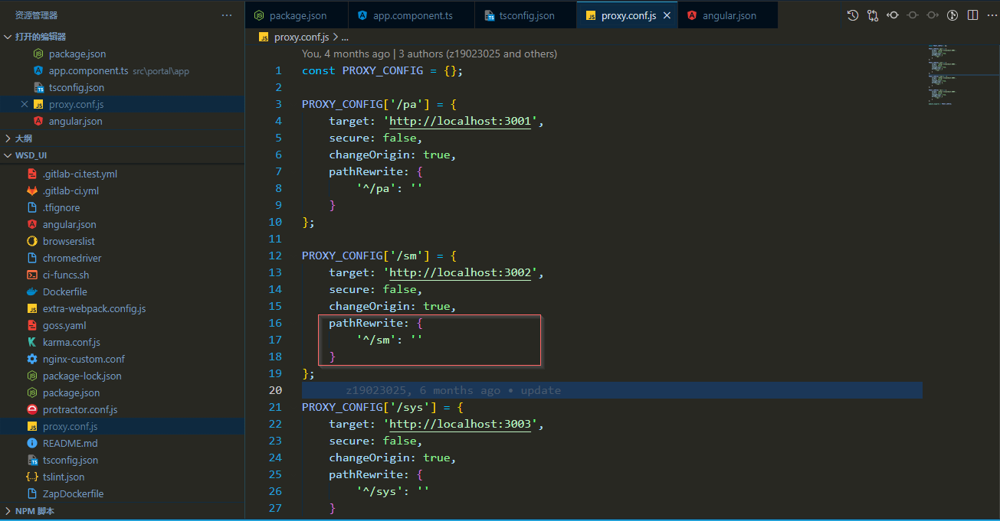 资源管理器
打开的编辑器
package.json
app.component.ts src\portal\app
tsconfig.json
proxy.conf.js
angular.json
大纲
WSD_UI
.gitlab-ci.test.yml
.gitlab-ci.yml
.tfignore
angular.json
browserslist
chromedriver
ci-funcs.sh
Dockerfile
extra-webpack.config.js
goss.yaml
karma.conf.js
nginx-custom.conf
package-lock.json
package.json
protractor.conf.js
proxy.conf.js
README.md
tsconfig.json
tslint.json
ZapDockerfile
NPM 脚本
package.json app.component.ts tsconfig.json proxy.conf.js angular.json
proxy.conf.js > ...
You, 4 months ago | 3 authors (z19023025 and others)
1 const PROXY_CONFIG = {};
2
3 PROXY_CONFIG['/pa'] = {
4 target: 'http://localhost:3001',
5 secure: false,
6 changeOrigin: true,
7 pathRewrite: {
8 '^/pa': ''
9 }
10 };
11
12 PROXY_CONFIG['/sm'] = {
13 target: 'http://localhost:3002',
14 secure: false,
15 changeOrigin: true,
16 pathRewrite: {
17 '^/sm': ''
18 }
19 };
20 z19023025, 6 months ago • update
21 PROXY_CONFIG['/sys'] = {
22 target: 'http://localhost:3003',
23 secure: false,
24 changeOrigin: true,
25 pathRewrite: {
26 '^/sys': ''
27 }